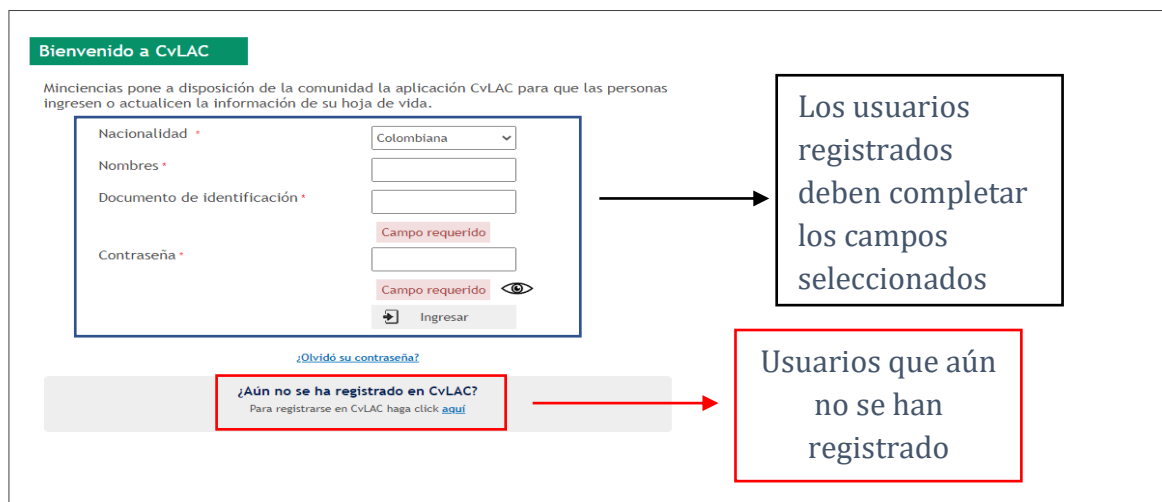 Bienvenido a CvLAC
Minciencias pone a disposición de la comunidad la aplicación CvLAC para que las personas
ingresen o actualicen la información de su hoja de vida.
Nacionalidad *
Colombiana
Nombres *
Documento de identificación *
Campo requerido
Contraseña *
Campo requerido
Ingresar
¿Olvidó su contraseña?
¿Aún no se ha registrado en CvLAC?
Para registrarse en CvLAC haga click aquí
Los usuarios
registrados
deben completar
los campos
seleccionados
Usuarios que aún
no se han
registrado